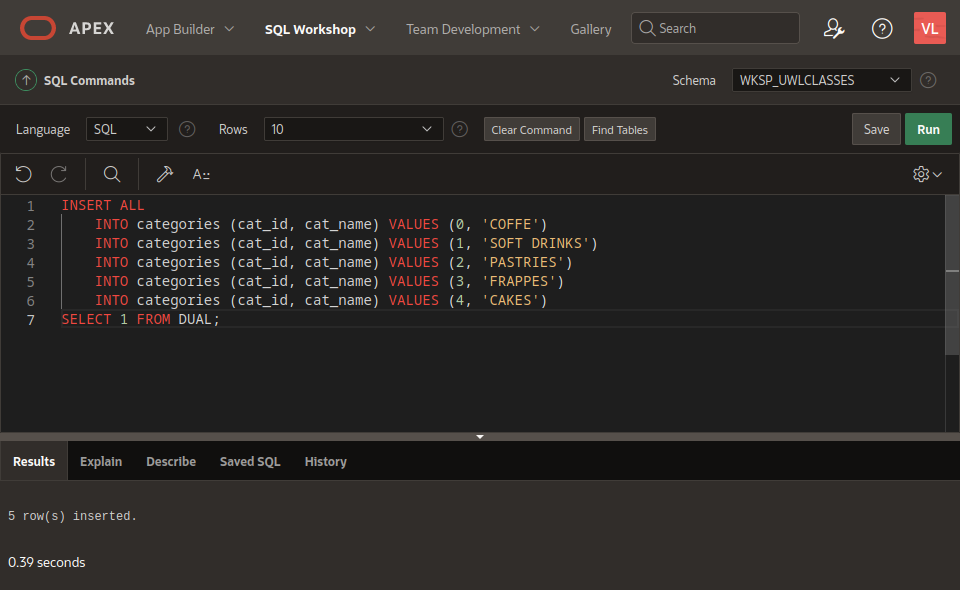 APEX App Builder SQL Workshop Team Development Gallery Search VL
SQL Commands Schema WKSP_UWLCLASSES
Language SQL Rows 10 Clear Command Find Tables Save Run
A::
1 INSERT ALL
2 INTO categories (cat_id, cat_name) VALUES (0, 'COFFE')
3 INTO categories (cat_id, cat_name) VALUES (1, 'SOFT DRINKS')
4 INTO categories (cat_id, cat_name) VALUES (2, 'PASTRIES')
5 INTO categories (cat_id, cat_name) VALUES (3, 'FRAPPES')
6 INTO categories (cat_id, cat_name) VALUES (4, 'CAKES')
7 SELECT 1 FROM DUAL;
Results Explain Describe Saved SQL History
5 row(s) inserted.
0.39 seconds